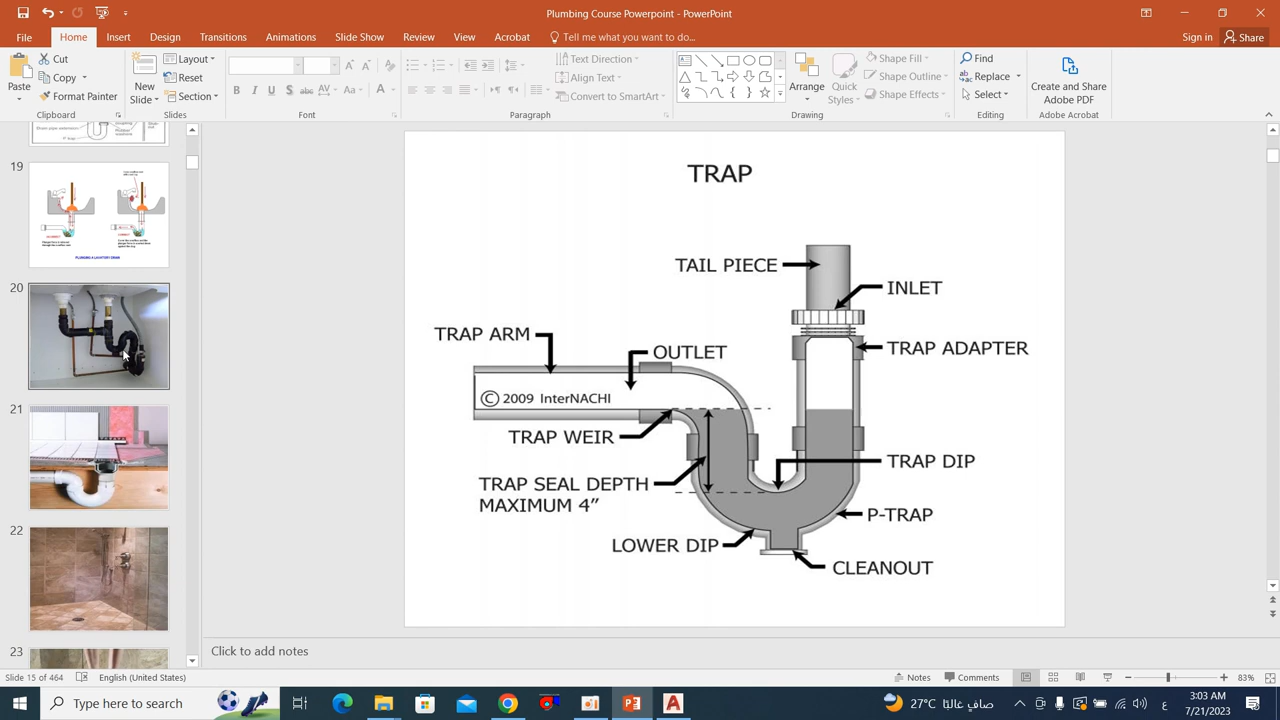 Plumbing Course Powerpoint - PowerPoint
File Home Insert Design Transitions Animations Slide Show Review View Acrobat Tell me what you want to do... Sign in Share
Paste
Cut
Copy
Format Painter
Clipboard
New
Slide
Layout
Reset
Section
Slides
B I U S abc AV Aa A
Font
Text Direction
Align Text
Convert to SmartArt
Paragraph
Arrange
Quick
Styles
Shape Fill
Shape Outline
Shape Effects
Drawing
Find
Replace
Select
Editing
Create and Share
Adobe PDF
Adobe Acrobat
19
20
21
22
23
TRAP
TAIL PIECE
INLET
TRAP ARM
OUTLET
TRAP ADAPTER
© 2009 InterNACHI
TRAP WEIR
TRAP DIP
TRAP SEAL DEPTH
MAXIMUM 4"
P-TRAP
LOWER DIP
CLEANOUT
Click to add notes
Slide 15 of 464 English (United States) Notes Comments 83%
Type here to search
27°C صافي غالبًا
ع
3:03 AM
7/21/2023